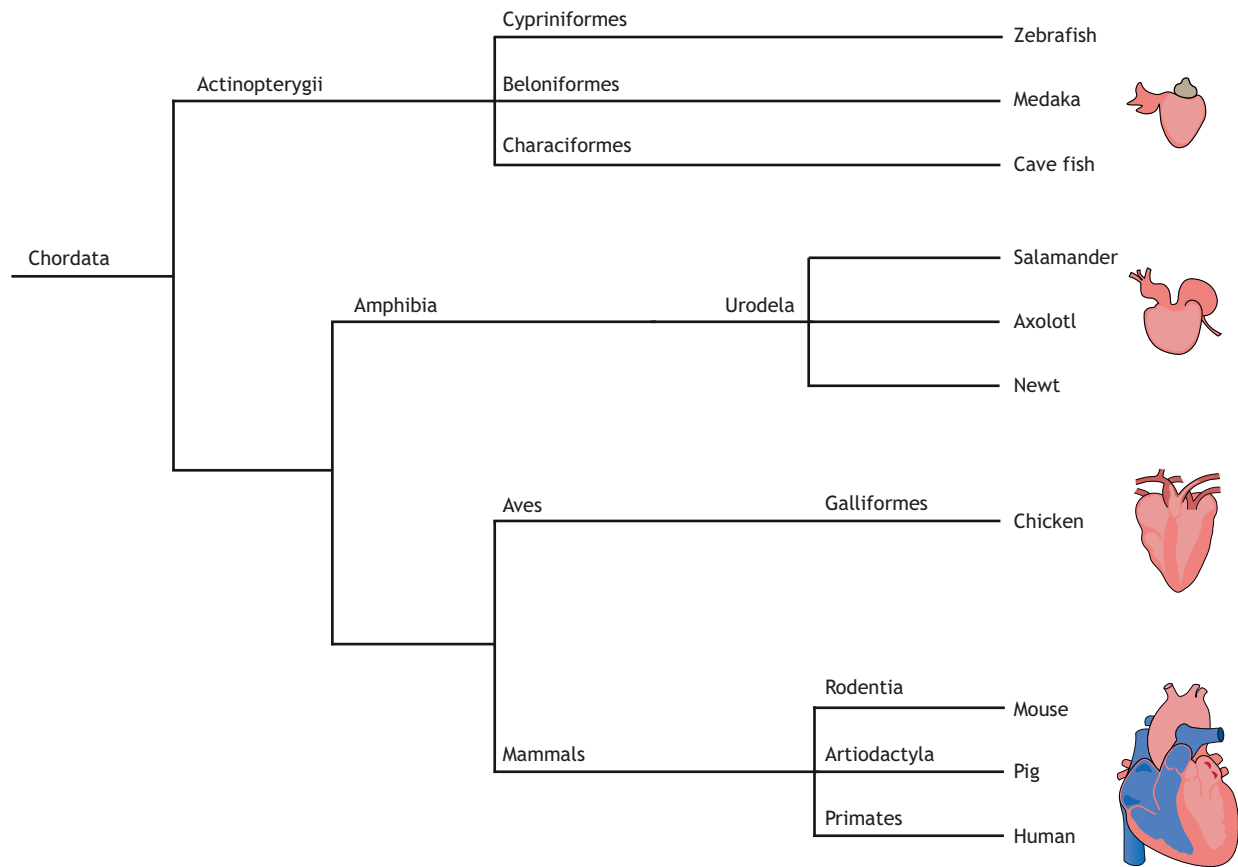 Cypriniformes
Zebrafish
Actinopterygii
Beloniformes
Medaka
Characiformes
Cave fish
Chordata
Salamander
Amphibia
Urodela
Axolotl
Newt
Aves
Galliformes
Chicken
Rodentia
Mouse
Mammals
Artiodactyla
Pig
Primates
Human